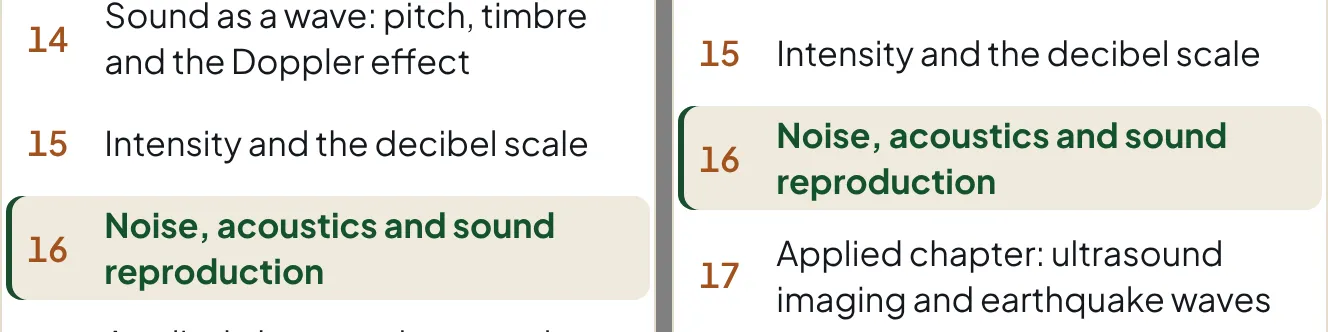 14 Sound as a wave: pitch, timbre
and the Doppler effect
15 Intensity and the decibel scale
16 Noise, acoustics and sound
reproduction
15 Intensity and the decibel scale
16 Noise, acoustics and sound
reproduction
17 Applied chapter: ultrasound
imaging and earthquake waves